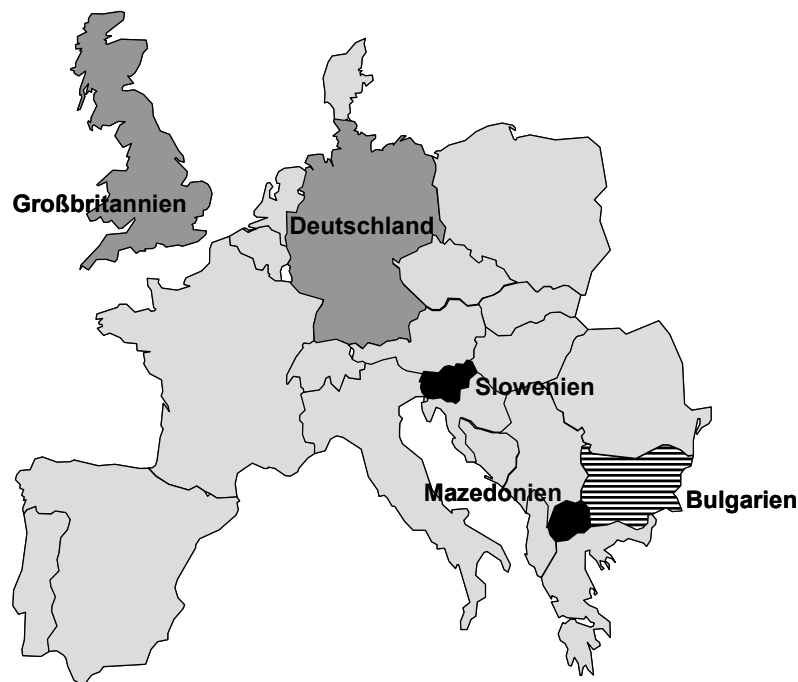 Großbritannien
Deutschland
Slowenien
Mazedonien
Bulgarien